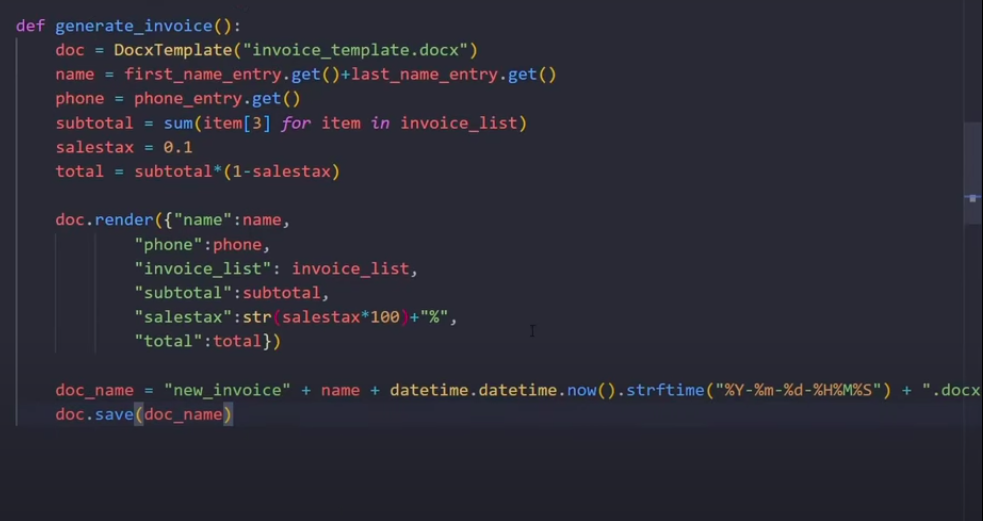 def generate_invoice():
    doc = DocxTemplate("invoice_template.docx")
    name = first_name_entry.get()+last_name_entry.get()
    phone = phone_entry.get()
    subtotal = sum(item[3] for item in invoice_list)
    salestax = 0.1
    total = subtotal*(1-salestax)

    doc.render({"name":name,
            "phone":phone,
            "invoice_list": invoice_list,
            "subtotal":subtotal,
            "salestax":str(salestax*100)+"%",
            "total":total})

    doc_name = "new_invoice" + name + datetime.datetime.now().strftime("%Y-%m-%d-%H%M%S") + ".docx
    doc.save(doc_name)